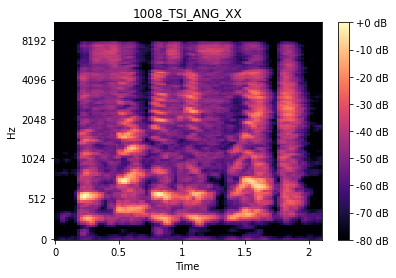 1008_TSI_ANG_XX
+0 dB
8192
-10 dB
4096
-20 dB
-30 dB
2048
Hz
-40 dB
1024
-50 dB
512
-60 dB
-70 dB
0
-80 dB
0
0.5
1
1.5
2
Time